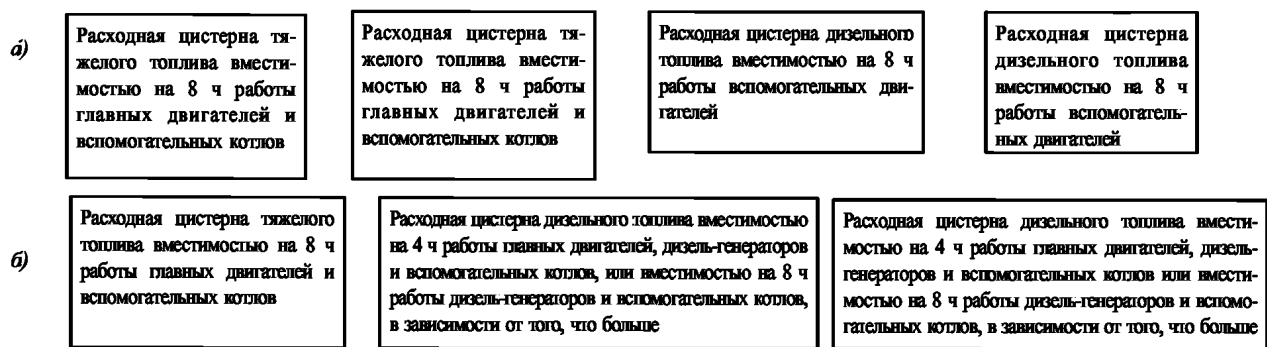 а)
Расходная цистерна тя-
желого топлива вмести-
мостью на 8 ч работы
главных двигателей и
вспомогательных котлов
Расходная цистерна тя-
желого топлива вмести-
мостью на 8 ч работы
главных двигателей и
вспомогательных котлов
Расходная цистерна дизельного
топлива вместимостью на 8 ч
работы вспомогательных дви-
гателей
Расходная цистерна
дизельного топлива
вместимостью на 8 ч
работы вспомогатель-
ных двигателей
б)
Расходная цистерна тяжелого
топлива вместимостью на 8 ч
работы главных двигателей и
вспомогательных котлов
Расходная цистерна дизельного топлива вместимостью
на 4 ч работы главных двигателей, дизель-генераторов
и вспомогательных котлов, или вместимостью на 8 ч
работы дизель-генераторов и вспомогательных котлов,
в зависимости от того, что больше
Расходная цистерна дизельного топлива вмести-
мостью на 4 ч работы главных двигателей, дизель-
генераторов и вспомогательных котлов или вмести-
мостью на 8 ч работы дизель-генераторов и вспомо-
гательных котлов, в зависимости от того, что больше